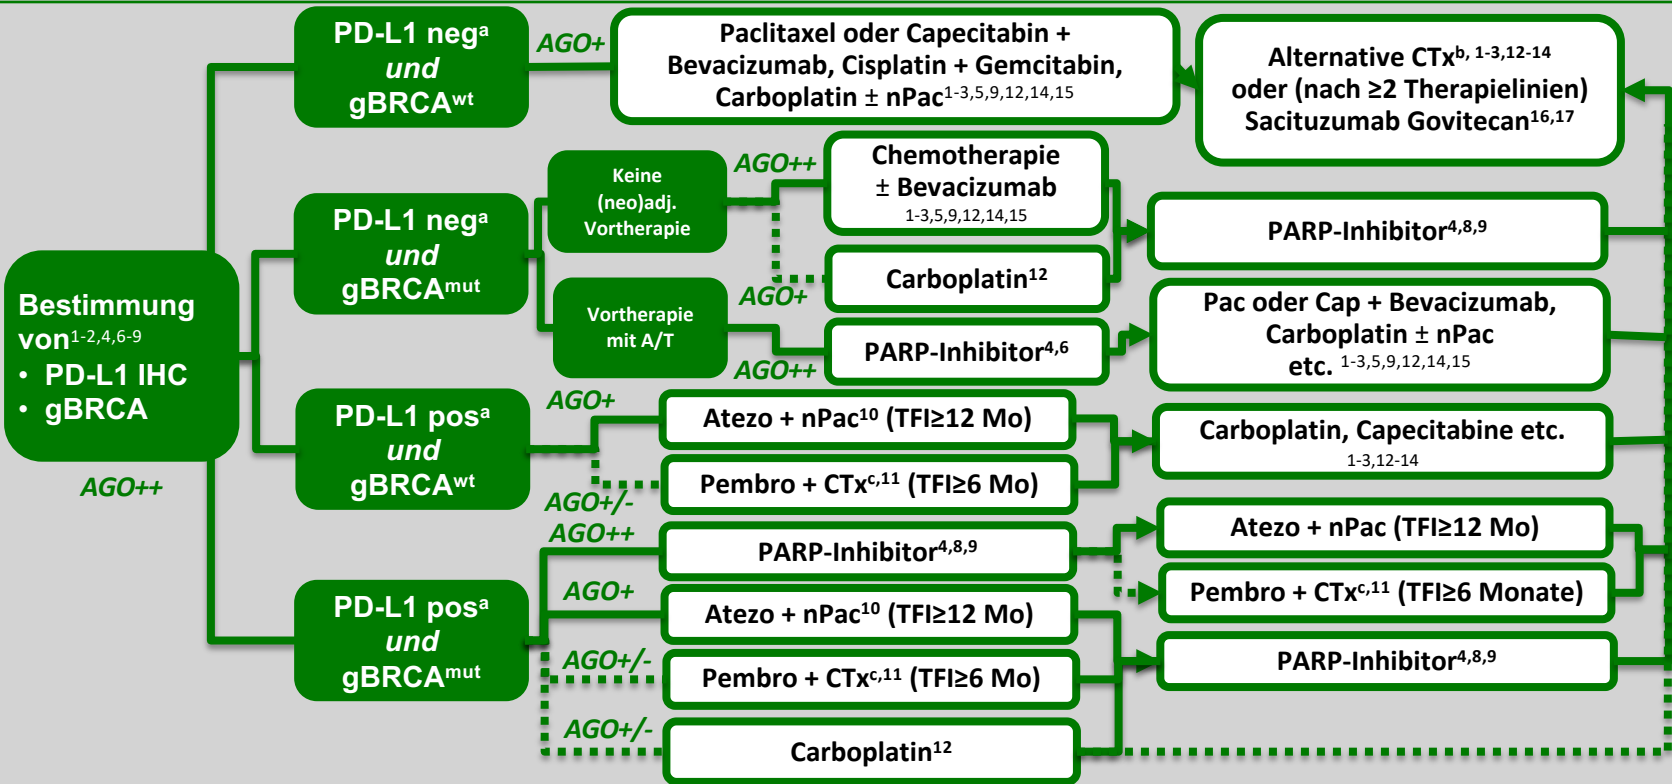 Bestimmung
von1-2,4,6-9
• PD-L1 IHC
• gBRCA
AGO++
PD-L1 nega
und
gBRCAwt
AGO+
Paclitaxel oder Capecitabin +
Bevacizumab, Cisplatin + Gemcitabin,
Carboplatin ± nPac1-3,5,9,12,14,15
Alternative CTxb, 1-3,12-14
oder (nach ≥2 Therapielinien)
Sacituzumab Govitecan16,17
PD-L1 nega
und
gBRCAmut
Keine
(neo)adj.
Vortherapie
AGO++
Chemotherapie
± Bevacizumab
1-3,5,9,12,14,15
AGO+
Carboplatin12
PARP-Inhibitor4,8,9
Vortherapie
mit A/T
AGO++
PARP-Inhibitor4,6
Pac oder Cap + Bevacizumab,
Carboplatin ± nPac
etc. 1-3,5,9,12,14,15
PD-L1 posa
und
gBRCAwt
AGO+
Atezo + nPac10 (TFI≥12 Mo)
AGO+/-
Pembro + CTxc,11 (TFI≥6 Mo)
Carboplatin, Capecitabine etc.
1-3,12-14
PD-L1 posa
und
gBRCAmut
AGO++
PARP-Inhibitor4,8,9
Atezo + nPac (TFI≥12 Mo)
Pembro + CTxc,11 (TFI≥6 Monate)
AGO+
Atezo + nPac10 (TFI≥12 Mo)
AGO+/-
Pembro + CTxc,11 (TFI≥6 Mo)
AGO+/-
Carboplatin12
PARP-Inhibitor4,8,9